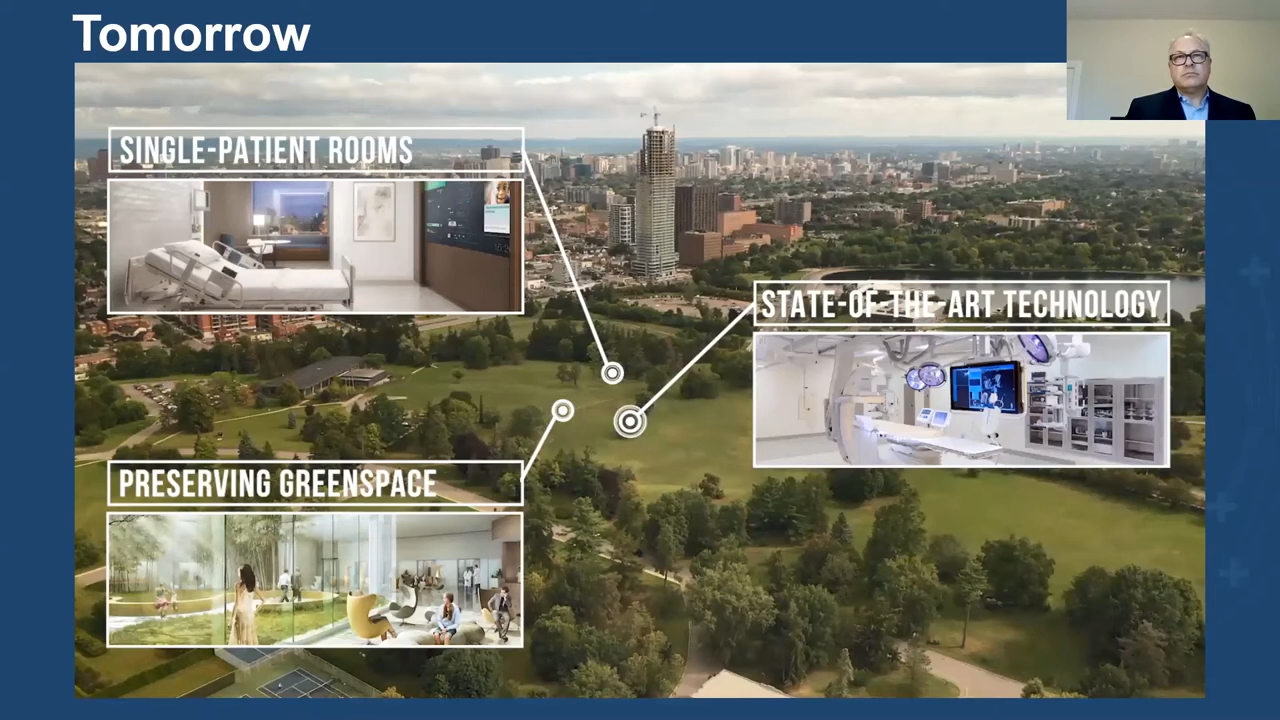 Tomorrow
SINGLE-PATIENT ROOMS
STATE-OF-THE-ART TECHNOLOGY
PRESERVING GREENSPACE